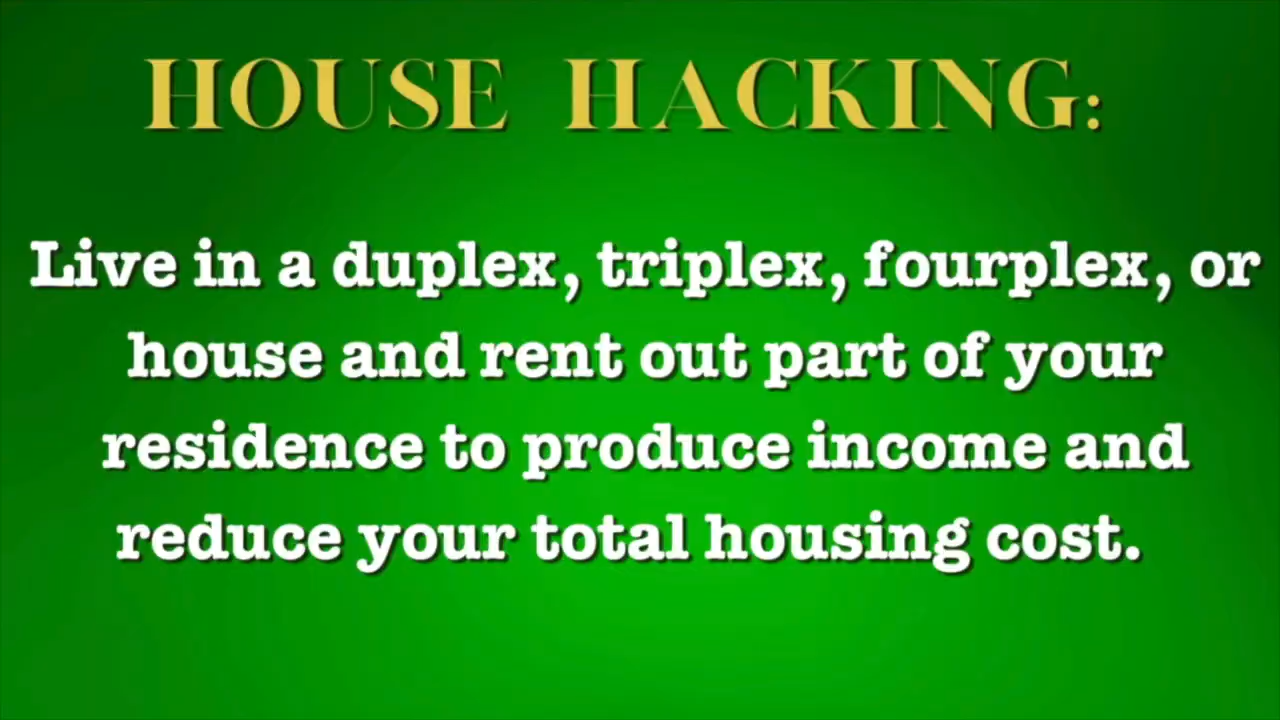 HOUSE HACKING:
Live in a duplex, triplex, fourplex, or
house and rent out part of your
residence to produce income and
reduce your total housing cost.